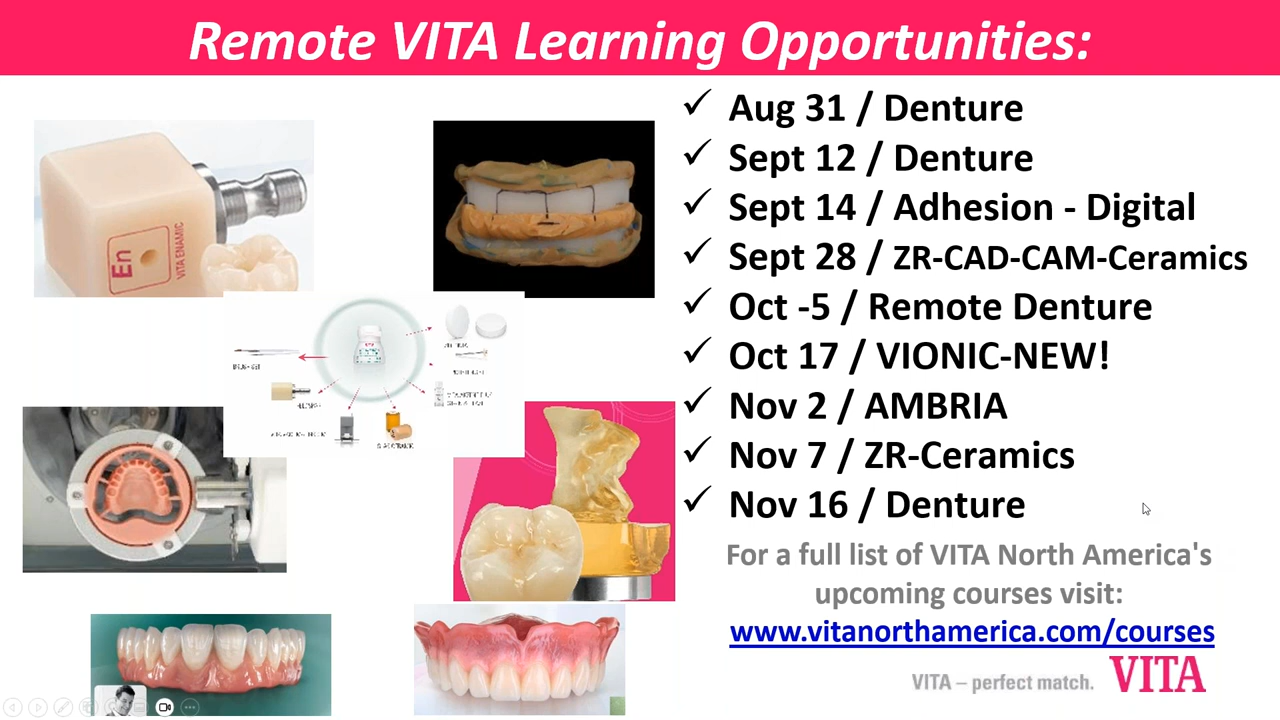 Remote VITA Learning Opportunities:
✓ Aug 31 / Denture
✓ Sept 12 / Denture
✓ Sept 14 / Adhesion - Digital
✓ Sept 28 / ZR-CAD-CAM-Ceramics
✓ Oct -5 / Remote Denture
✓ Oct 17 / VIONIC-NEW!
✓ Nov 2 / AMBRIA
✓ Nov 7 / ZR-Ceramics
✓ Nov 16 / Denture
For a full list of VITA North America's
upcoming courses visit:
www.vitanorthamerica.com/courses
VITA – perfect match.
VITA
En
VITA ENAMIC